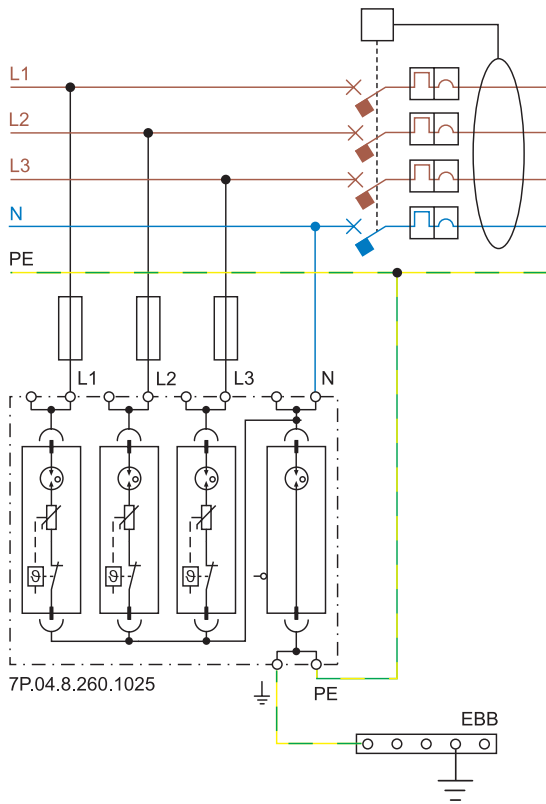 L1
L2
L3
N
PE
L1 L2 L3 N
ϑ ϑ ϑ
7P.04.8.260.1025
PE
EBB